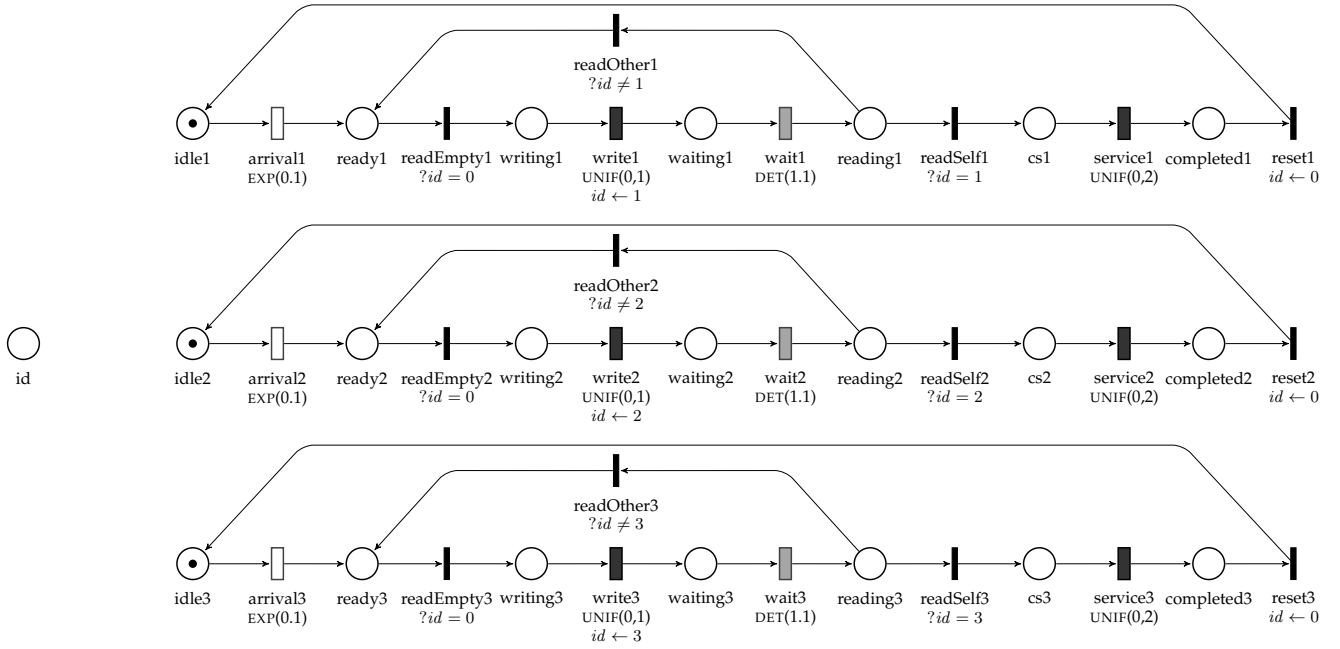 readOther1
?id ≠ 1
idle1 arrival1 ready1 readEmpty1 writing1 write1 waiting1 wait1 reading1 readSelf1 cs1 service1 completed1 reset1
EXP(0.1) ?id = 0 UNIF(0,1) DET(1.1) ?id = 1 UNIF(0,2) id ← 0
id ← 1
readOther2
?id ≠ 2
id idle2 arrival2 ready2 readEmpty2 writing2 write2 waiting2 wait2 reading2 readSelf2 cs2 service2 completed2 reset2
EXP(0.1) ?id = 0 UNIF(0,1) DET(1.1) ?id = 2 UNIF(0,2) id ← 0
id ← 2
readOther3
?id ≠ 3
idle3 arrival3 ready3 readEmpty3 writing3 write3 waiting3 wait3 reading3 readSelf3 cs3 service3 completed3 reset3
EXP(0.1) ?id = 0 UNIF(0,1) DET(1.1) ?id = 3 UNIF(0,2) id ← 0
id ← 3